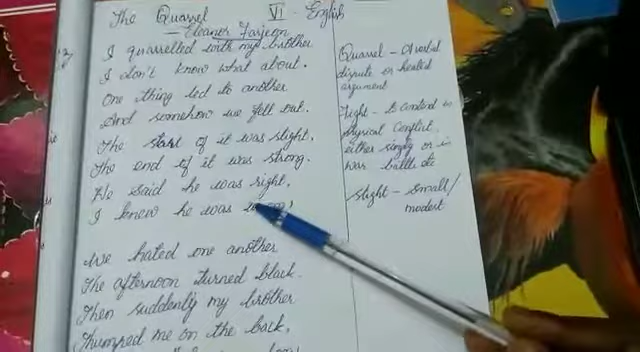 The Quarrel VI - English
- Eleanor Farjeon
I quarrelled with my brother
I don't know what about.
One thing led to another
And somehow we fell out.
The start of it was slight,
The end of it was strong.
He said he was right,
I knew he was
We hated one another
The afternoon turned black.
Then suddenly my brother
Thumped me on the back,
Quarrel - A verbal
dispute or heated
argument
Fight - to contend in
physical conflict,
either singly or in
was battle etc
slight - small/
modest